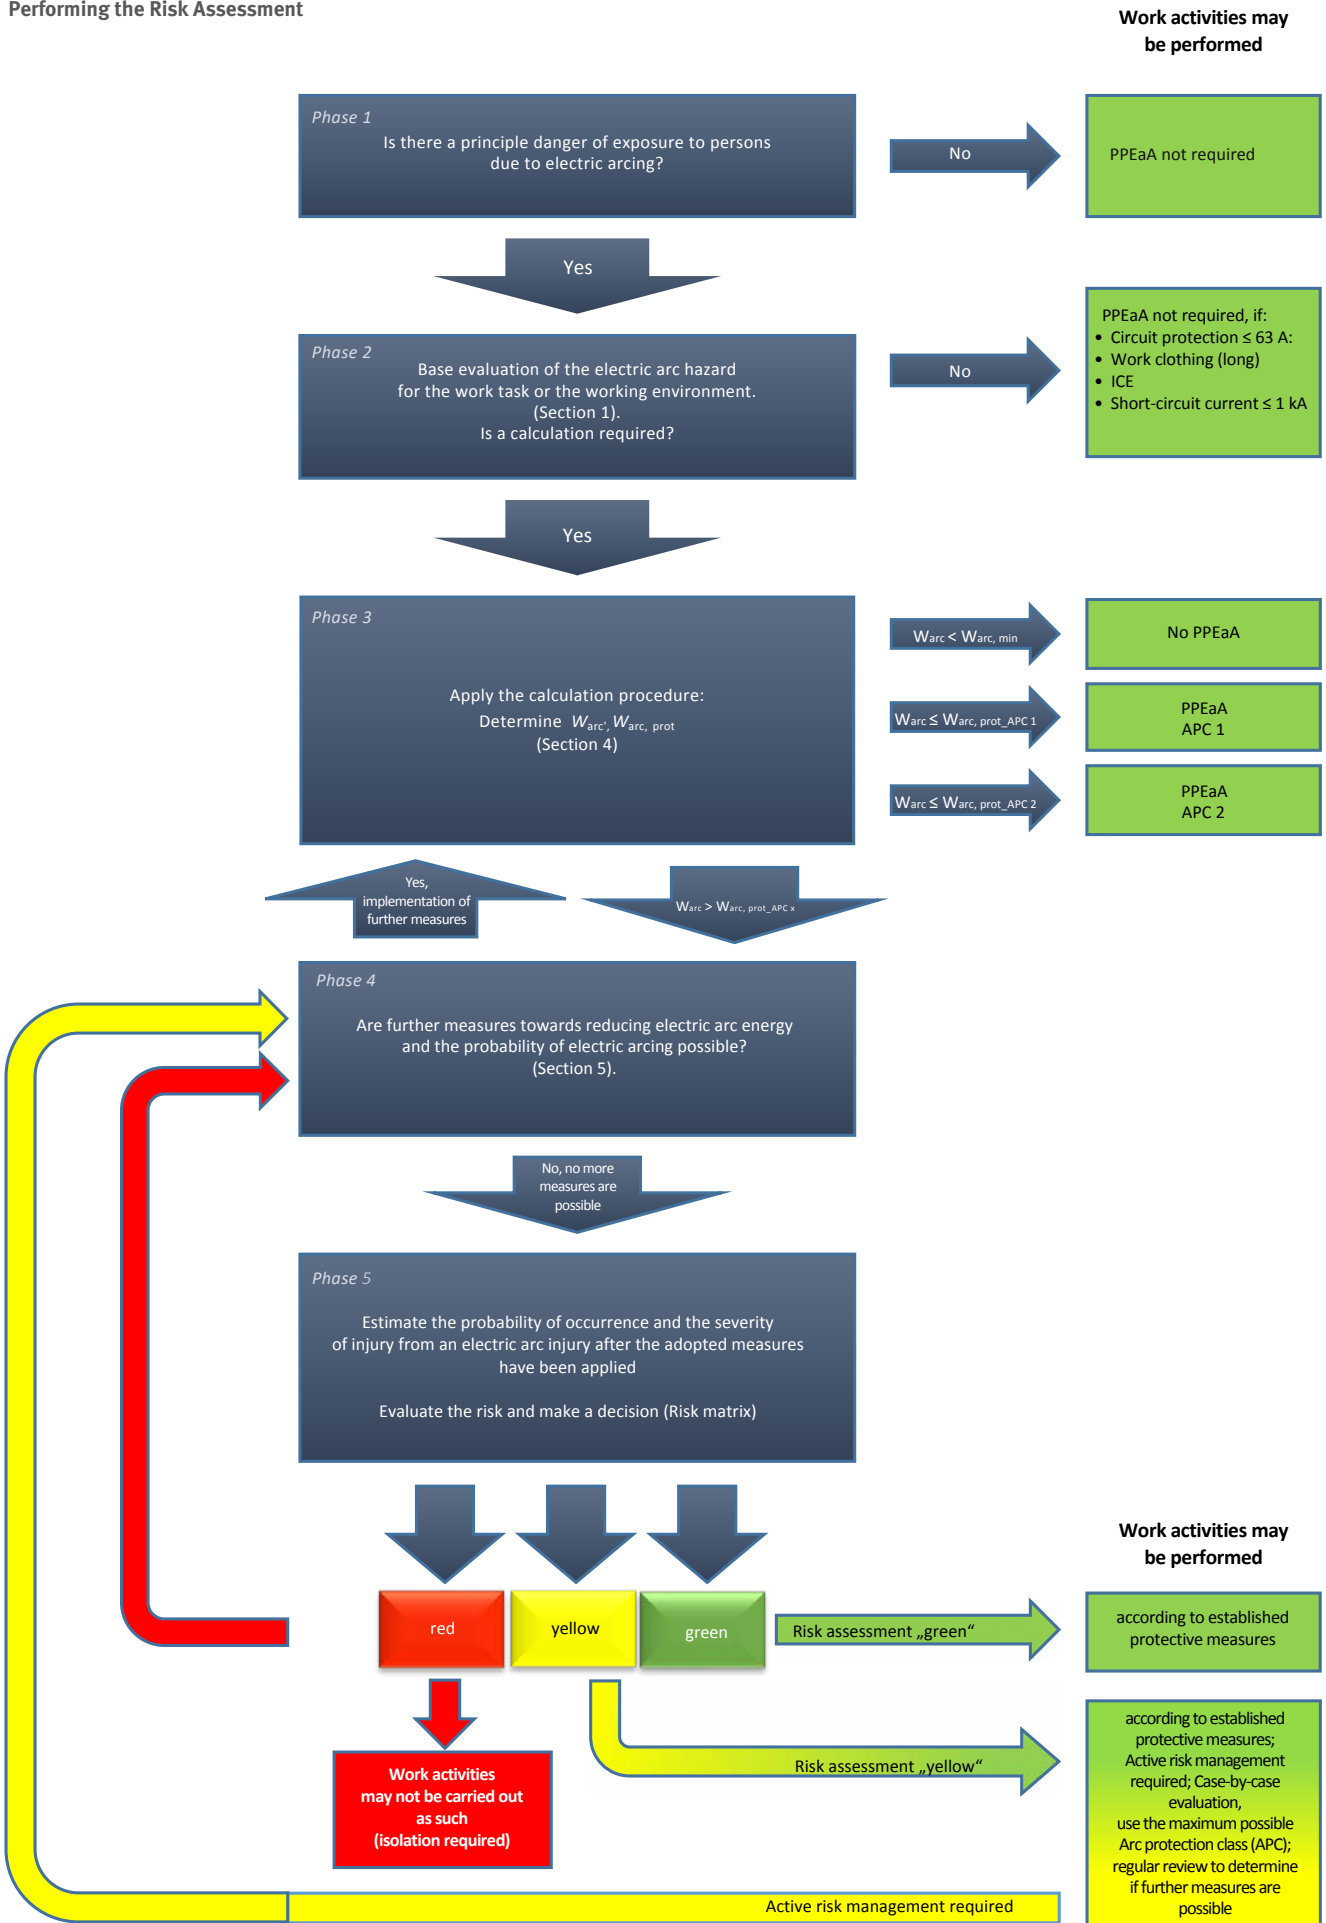 Performing the Risk Assessment
Work activities may
be performed
Phase 1
Is there a principle danger of exposure to persons
due to electric arcing?
No
PPEaA not required
Yes
Phase 2
Base evaluation of the electric arc hazard
for the work task or the working environment.
(Section 1).
Is a calculation required?
No
PPEaA not required, if:
• Circuit protection ≤ 63 A:
• Work clothing (long)
• ICE
• Short-circuit current ≤ 1 kA
Yes
Phase 3
Apply the calculation procedure:
Determine Warc', Warc, prot
(Section 4)
Warc < Warc, min
No PPEaA
Warc ≤ Warc, prot_APC 1
PPEaA
APC 1
Warc ≤ Warc, prot_APC 2
PPEaA
APC 2
Yes,
implementation of
further measures
Warc > Warc, prot_APC x
Phase 4
Are further measures towards reducing electric arc energy
and the probability of electric arcing possible?
(Section 5).
No, no more
measures are
possible
Phase 5
Estimate the probability of occurrence and the severity
of injury from an electric arc injury after the adopted measures
have been applied
Evaluate the risk and make a decision (Risk matrix)
Work activities may
be performed
red
yellow
green
Risk assessment „green“
according to established
protective measures
Risk assessment „yellow“
according to established
protective measures;
Active risk management
required; Case-by-case
evaluation,
use the maximum possible
Arc protection class (APC);
regular review to determine
if further measures are
possible
Work activities
may not be carried out
as such
(isolation required)
Active risk management required